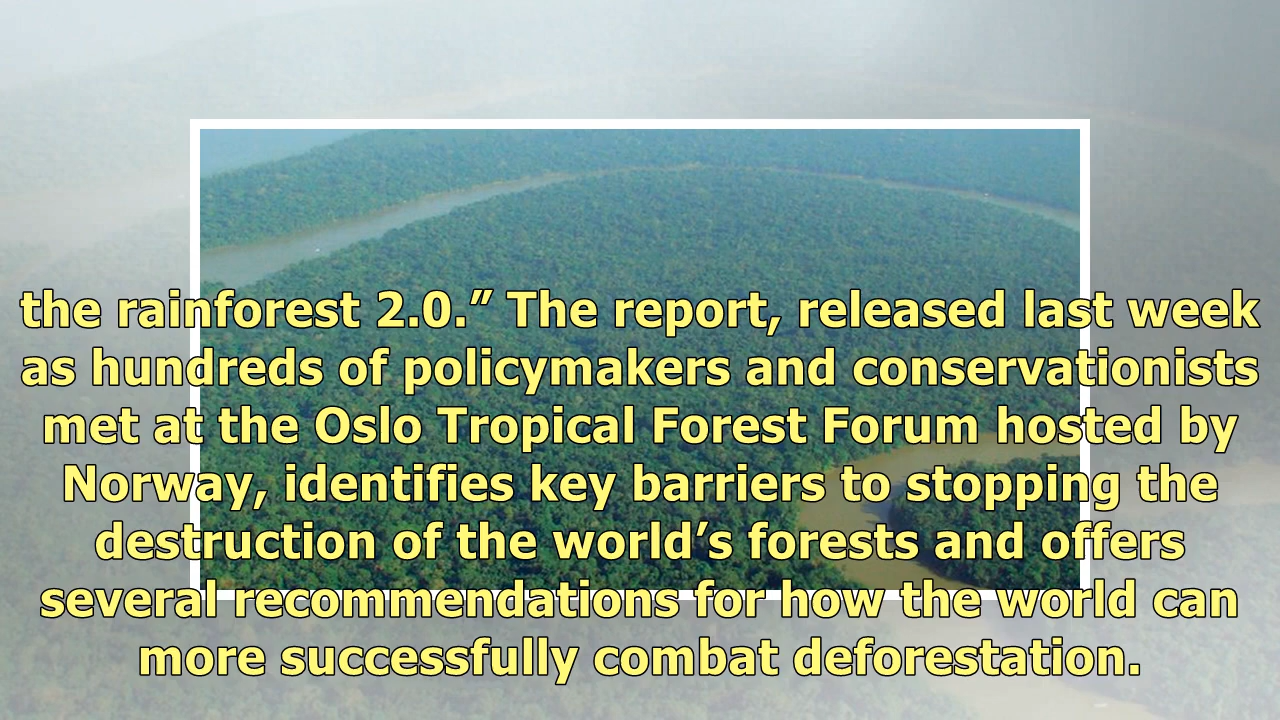 the rainforest 2.0.” The report, released last week
as hundreds of policymakers and conservationists
met at the Oslo Tropical Forest Forum hosted by
Norway, identifies key barriers to stopping the
destruction of the world’s forests and offers
several recommendations for how the world can
more successfully combat deforestation.